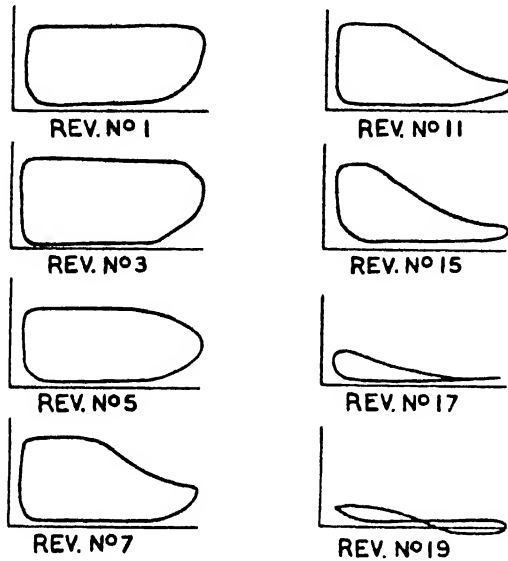 REV. Nº 1
REV. Nº 3
REV. Nº 5
REV. Nº 7
REV. Nº 11
REV. Nº 15
REV. Nº 17
REV. Nº 19